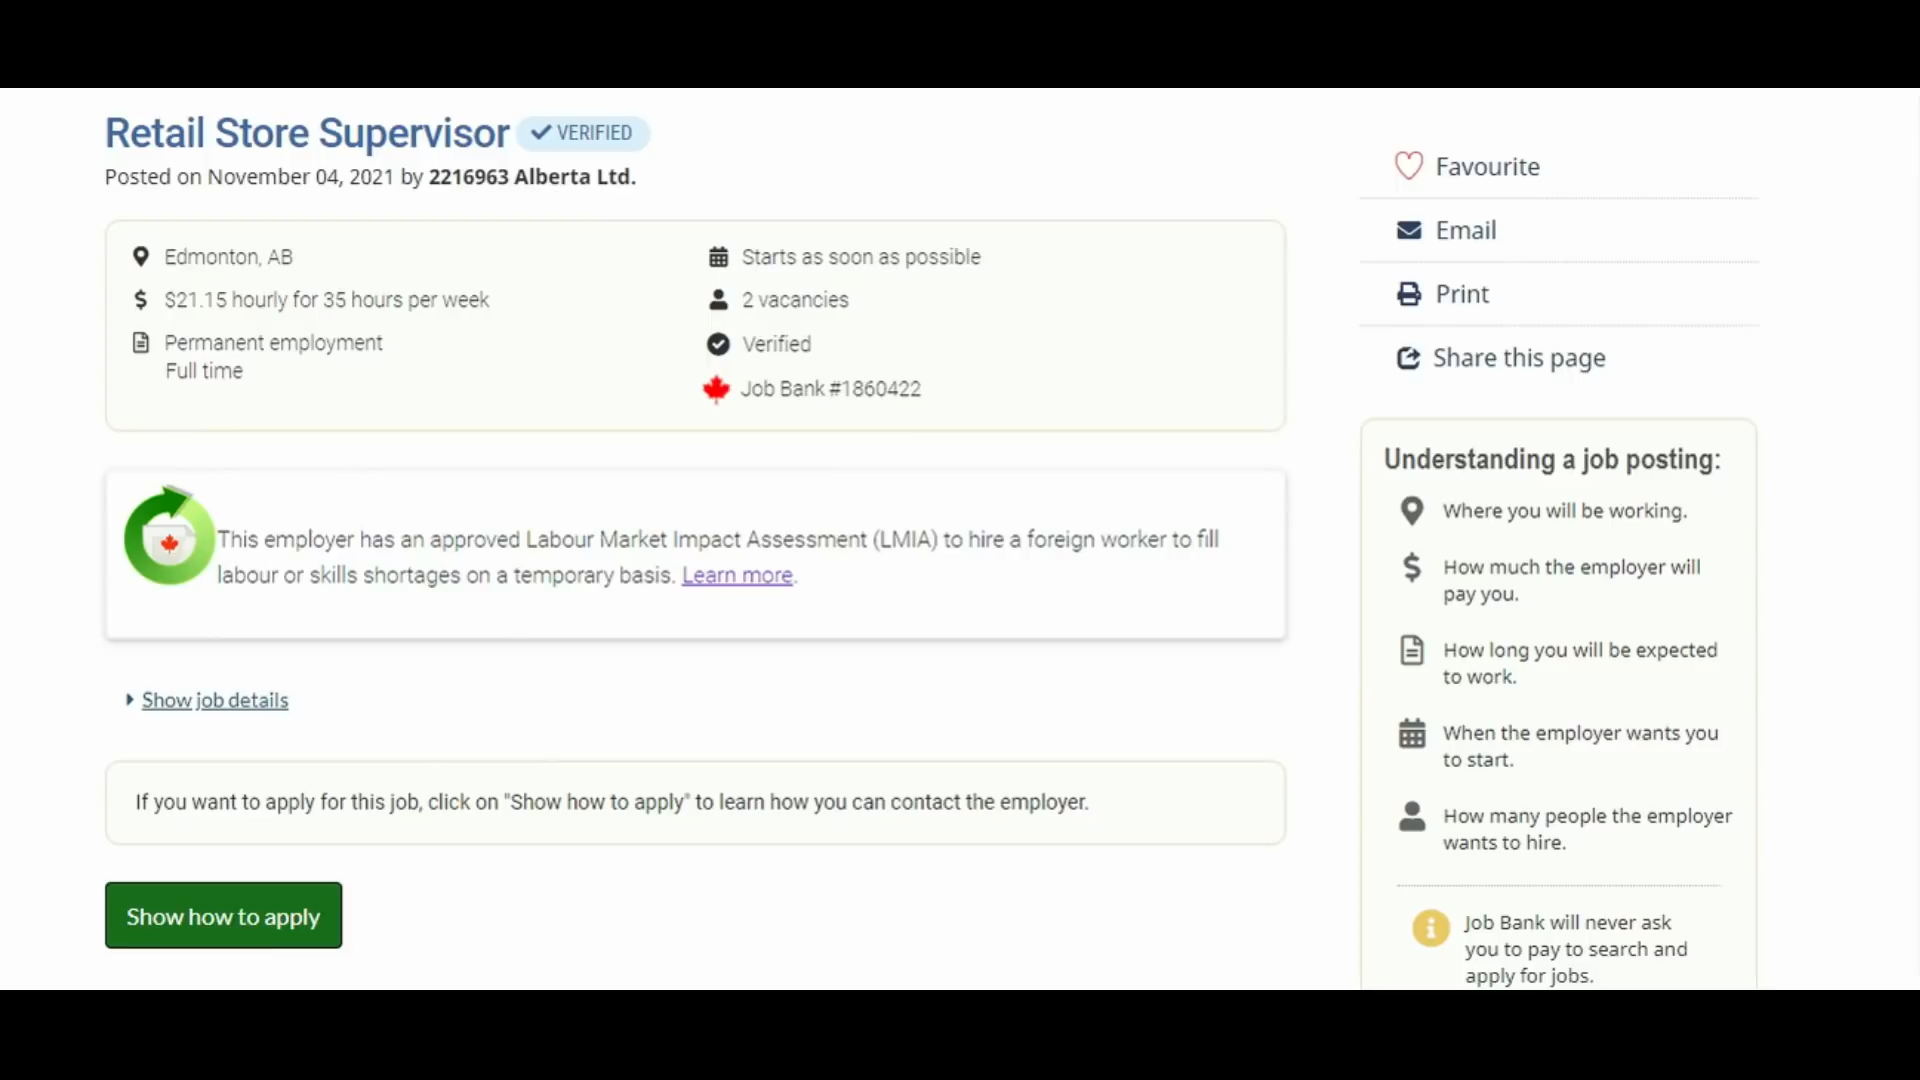 Retail Store Supervisor VERIFIED
Posted on November 04, 2021 by 2216963 Alberta Ltd.
Edmonton, AB
$21.15 hourly for 35 hours per week
Permanent employment
Full time
Starts as soon as possible
2 vacancies
Verified
Job Bank #1860422
This employer has an approved Labour Market Impact Assessment (LMIA) to hire a foreign worker to fill
labour or skills shortages on a temporary basis. Learn more.
Show job details
If you want to apply for this job, click on "Show how to apply" to learn how you can contact the employer.
Show how to apply
Favourite
Email
Print
Share this page
Understanding a job posting:
Where you will be working.
How much the employer will
pay you.
How long you will be expected
to work.
When the employer wants you
to start.
How many people the employer
wants to hire.
Job Bank will never ask
you to pay to search and
apply for jobs.